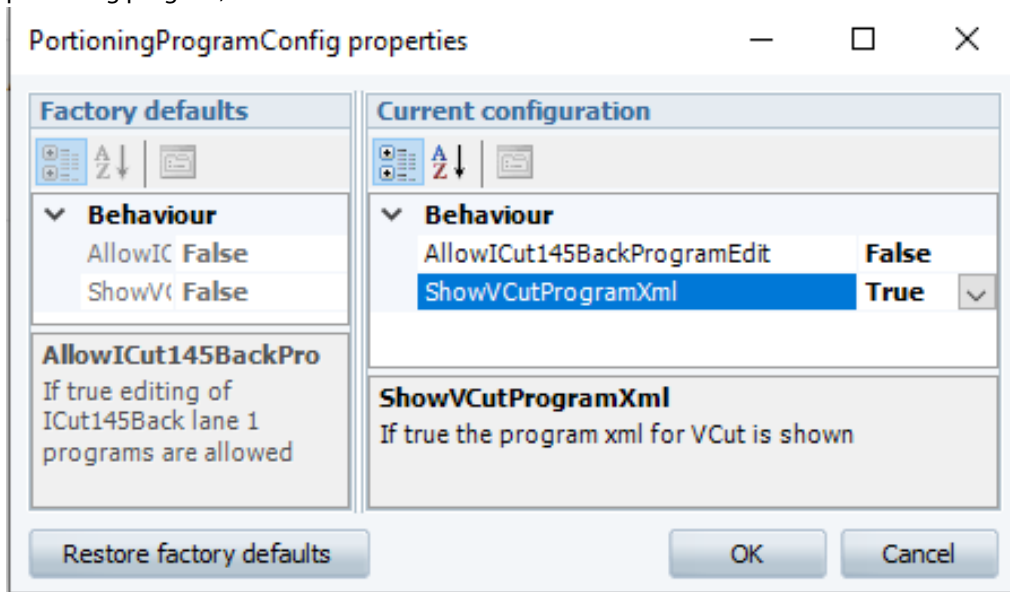 PortioningProgramConfig properties
Factory defaults
Behaviour
AllowIC False
ShowV( False
AllowICut145BackPro
If true editing of
ICut145Back lane 1
programs are allowed
Current configuration
Behaviour
AllowICut145BackProgramEdit False
ShowVCutProgramXml True
ShowVCutProgramXml
If true the program xml for VCut is shown
Restore factory defaults
OK
Cancel